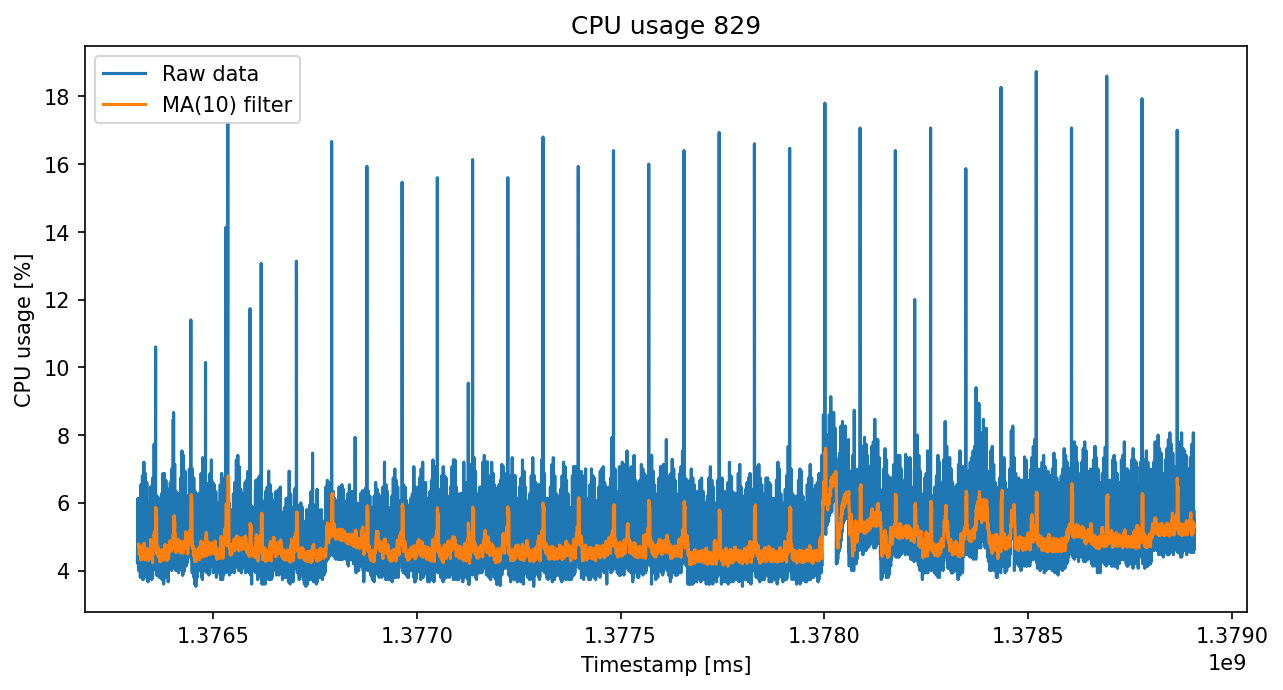 CPU usage 829
Raw data
MA(10) filter
CPU usage [%]
18
16
14
12
10
8
6
4
1.3765 1.3770 1.3775 1.3780 1.3785 1.3790
1e9
Timestamp [ms]